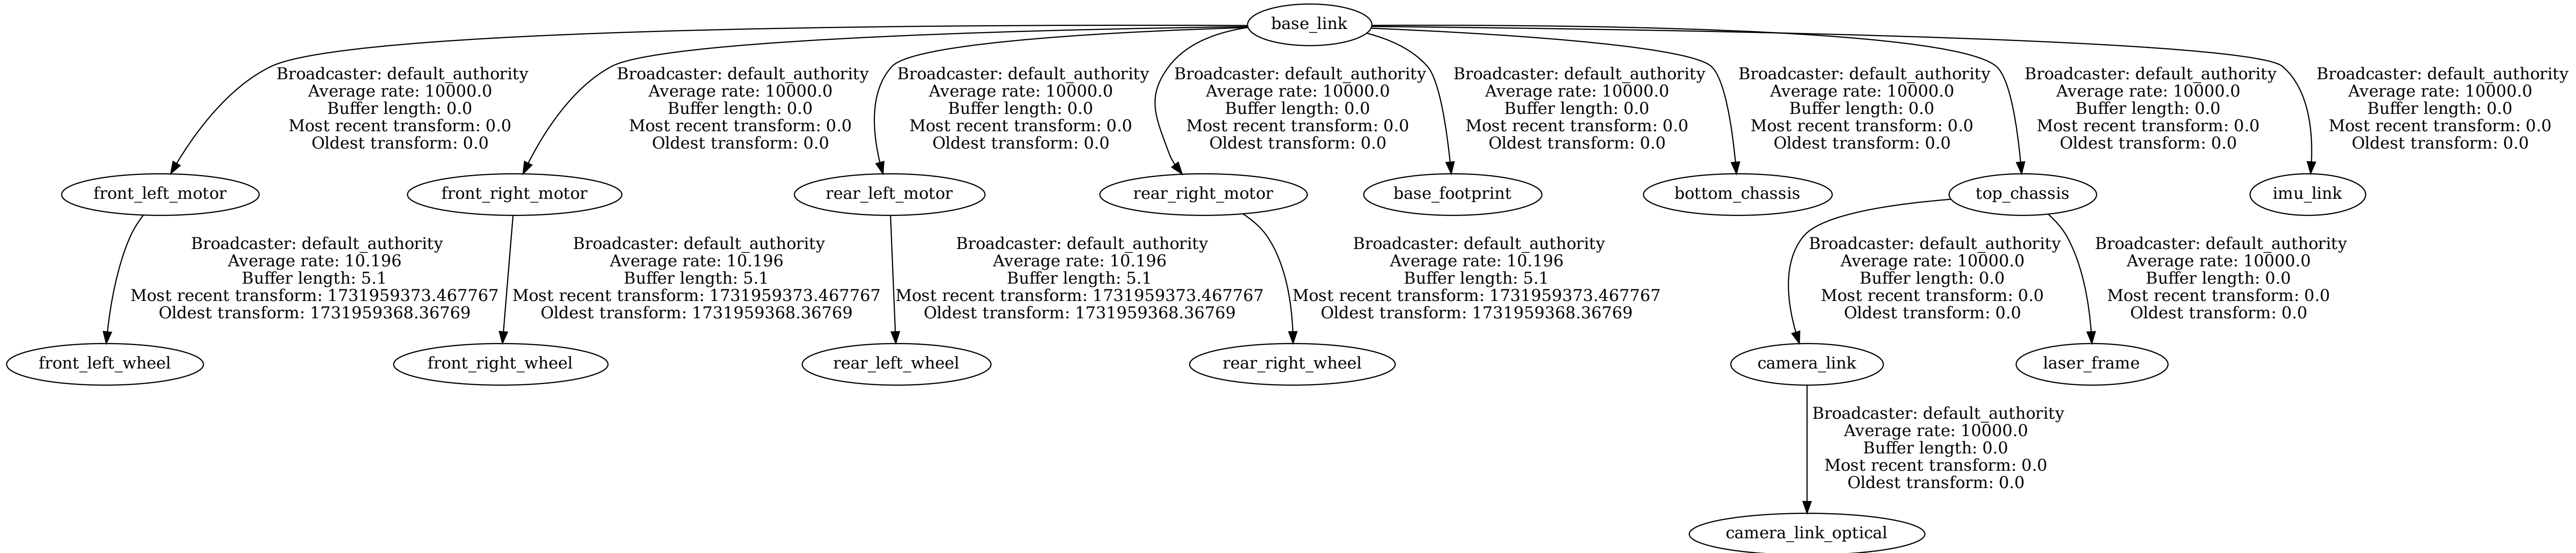 base_link
Broadcaster: default_authority
Average rate: 10000.0
Buffer length: 0.0
Most recent transform: 0.0
Oldest transform: 0.0
Broadcaster: default_authority
Average rate: 10000.0
Buffer length: 0.0
Most recent transform: 0.0
Oldest transform: 0.0
Broadcaster: default_authority
Average rate: 10000.0
Buffer length: 0.0
Most recent transform: 0.0
Oldest transform: 0.0
Broadcaster: default_authority
Average rate: 10000.0
Buffer length: 0.0
Most recent transform: 0.0
Oldest transform: 0.0
Broadcaster: default_authority
Average rate: 10000.0
Buffer length: 0.0
Most recent transform: 0.0
Oldest transform: 0.0
Broadcaster: default_authority
Average rate: 10000.0
Buffer length: 0.0
Most recent transform: 0.0
Oldest transform: 0.0
Broadcaster: default_authority
Average rate: 10000.0
Buffer length: 0.0
Most recent transform: 0.0
Oldest transform: 0.0
Broadcaster: default_authority
Average rate: 10000.0
Buffer length: 0.0
Most recent transform: 0.0
Oldest transform: 0.0
front_left_motor
front_right_motor
rear_left_motor
rear_right_motor
base_footprint
bottom_chassis
top_chassis
imu_link
Broadcaster: default_authority
Average rate: 10.196
Buffer length: 5.1
Most recent transform: 1731959373.467767
Oldest transform: 1731959368.36769
Broadcaster: default_authority
Average rate: 10.196
Buffer length: 5.1
Most recent transform: 1731959373.467767
Oldest transform: 1731959368.36769
Broadcaster: default_authority
Average rate: 10.196
Buffer length: 5.1
Most recent transform: 1731959373.467767
Oldest transform: 1731959368.36769
Broadcaster: default_authority
Average rate: 10.196
Buffer length: 5.1
Most recent transform: 1731959373.467767
Oldest transform: 1731959368.36769
Broadcaster: default_authority
Average rate: 10000.0
Buffer length: 0.0
Most recent transform: 0.0
Oldest transform: 0.0
Broadcaster: default_authority
Average rate: 10000.0
Buffer length: 0.0
Most recent transform: 0.0
Oldest transform: 0.0
front_left_wheel
front_right_wheel
rear_left_wheel
rear_right_wheel
camera_link
laser_frame
Broadcaster: default_authority
Average rate: 10000.0
Buffer length: 0.0
Most recent transform: 0.0
Oldest transform: 0.0
camera_link_optical